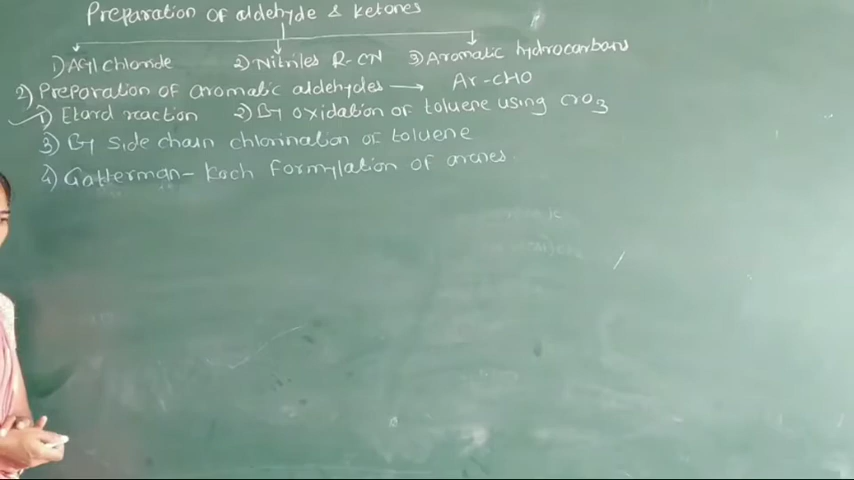 Preparation of aldehyde & ketones
1) Acyl chloride 2) Nitriles R-CN 3) Aromatic hydrocarbons
2) Preparation of aromatic aldehydes → Ar-CHO
1) Etard reaction 2) By oxidation of toluene using CrO3
3) By side chain chlorination of toluene
4) Gatterman-Koch formylation of arenes